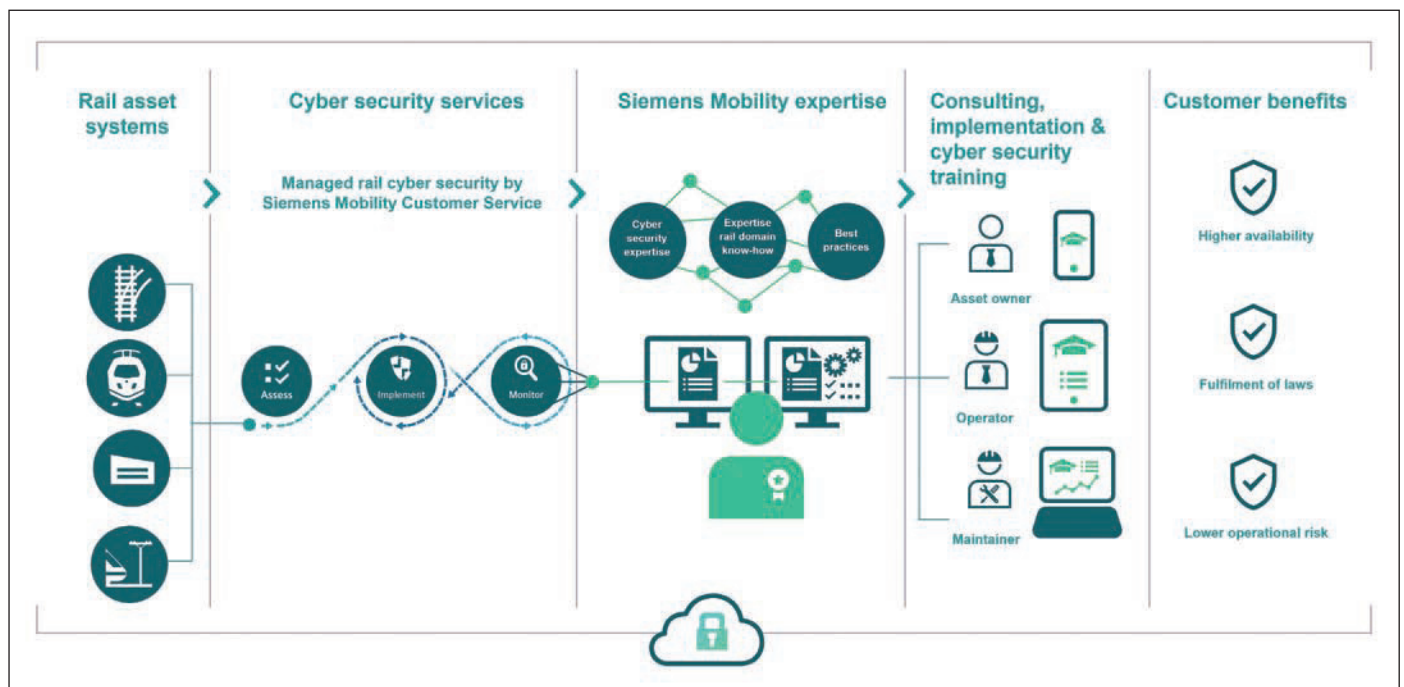 Rail asset
systems
Cyber security services
Managed rail cyber security by
Siemens Mobility Customer Service
Assess
Implement
Monitor
Siemens Mobility expertise
Cyber
security
expertise
Expertise
rail domain
know-how
Best
practices
Consulting,
implementation &
cyber security
training
Asset owner
Operator
Maintainer
Customer benefits
Higher availability
Fulfilment of laws
Lower operational risk